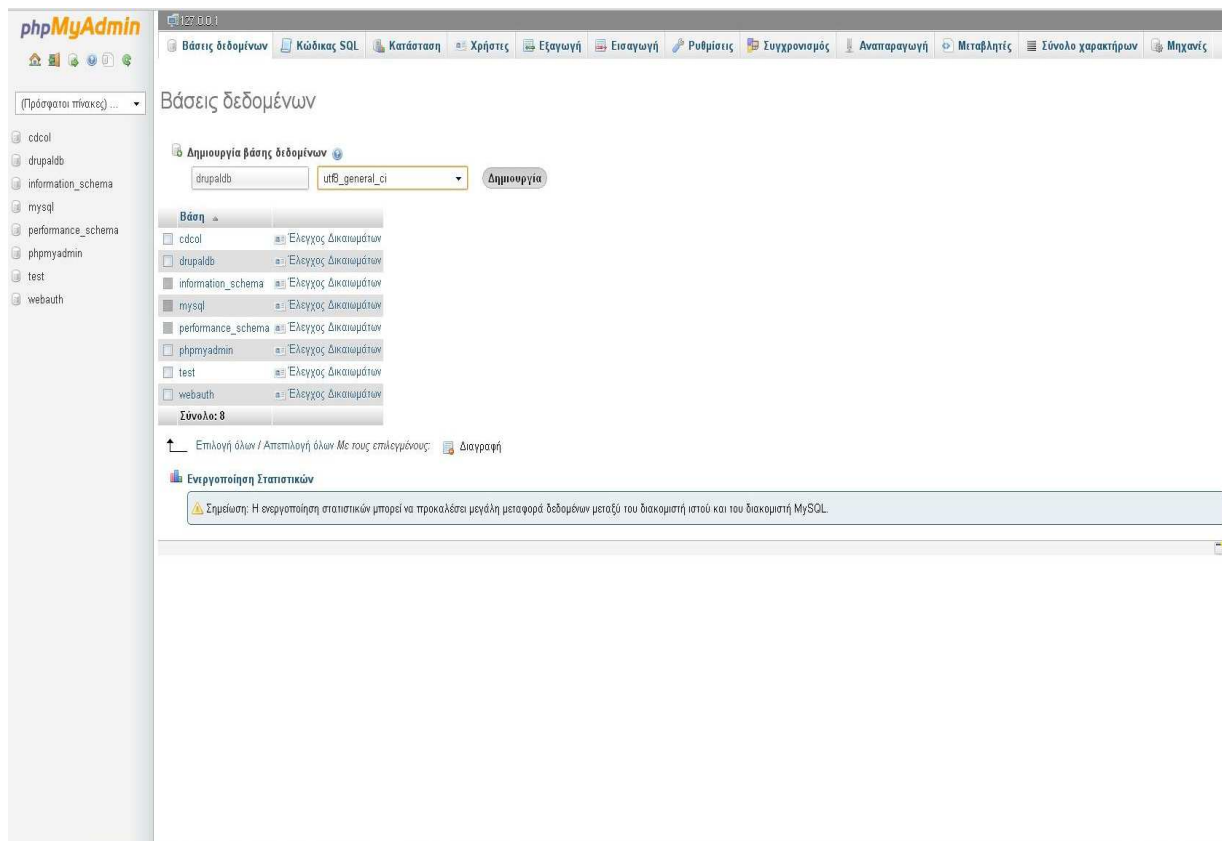 phpMyAdmin
(Πρόσφατοι πίνακες) ...
cdcol
drupaldb
information_schema
mysql
performance_schema
phpmyadmin
test
webauth
127.0.0.1
Βάσεις δεδομένων Κώδικας SQL Κατάσταση Χρήστες Εξαγωγή Εισαγωγή Ρυθμίσεις Συγχρονισμός Αναπαραγωγή Μεταβλητές Σύνολο χαρακτήρων Μηχανές
Βάσεις δεδομένων
Δημιουργία βάσης δεδομένων
drupaldb utf8_general_ci Δημιουργία
Βάση
cdcol Έλεγχος Δικαιωμάτων
drupaldb Έλεγχος Δικαιωμάτων
information_schema Έλεγχος Δικαιωμάτων
mysql Έλεγχος Δικαιωμάτων
performance_schema Έλεγχος Δικαιωμάτων
phpmyadmin Έλεγχος Δικαιωμάτων
test Έλεγχος Δικαιωμάτων
webauth Έλεγχος Δικαιωμάτων
Σύνολο: 8
Επιλογή όλων / Απεπιλογή όλων Με τους επιλεγμένους: Διαγραφή
Ενεργοποίηση Στατιστικών
Σημείωση: Η ενεργοποίηση στατιστικών μπορεί να προκαλέσει μεγάλη μεταφορά δεδομένων μεταξύ του διακομιστή ιστού και του διακομιστή MySQL.